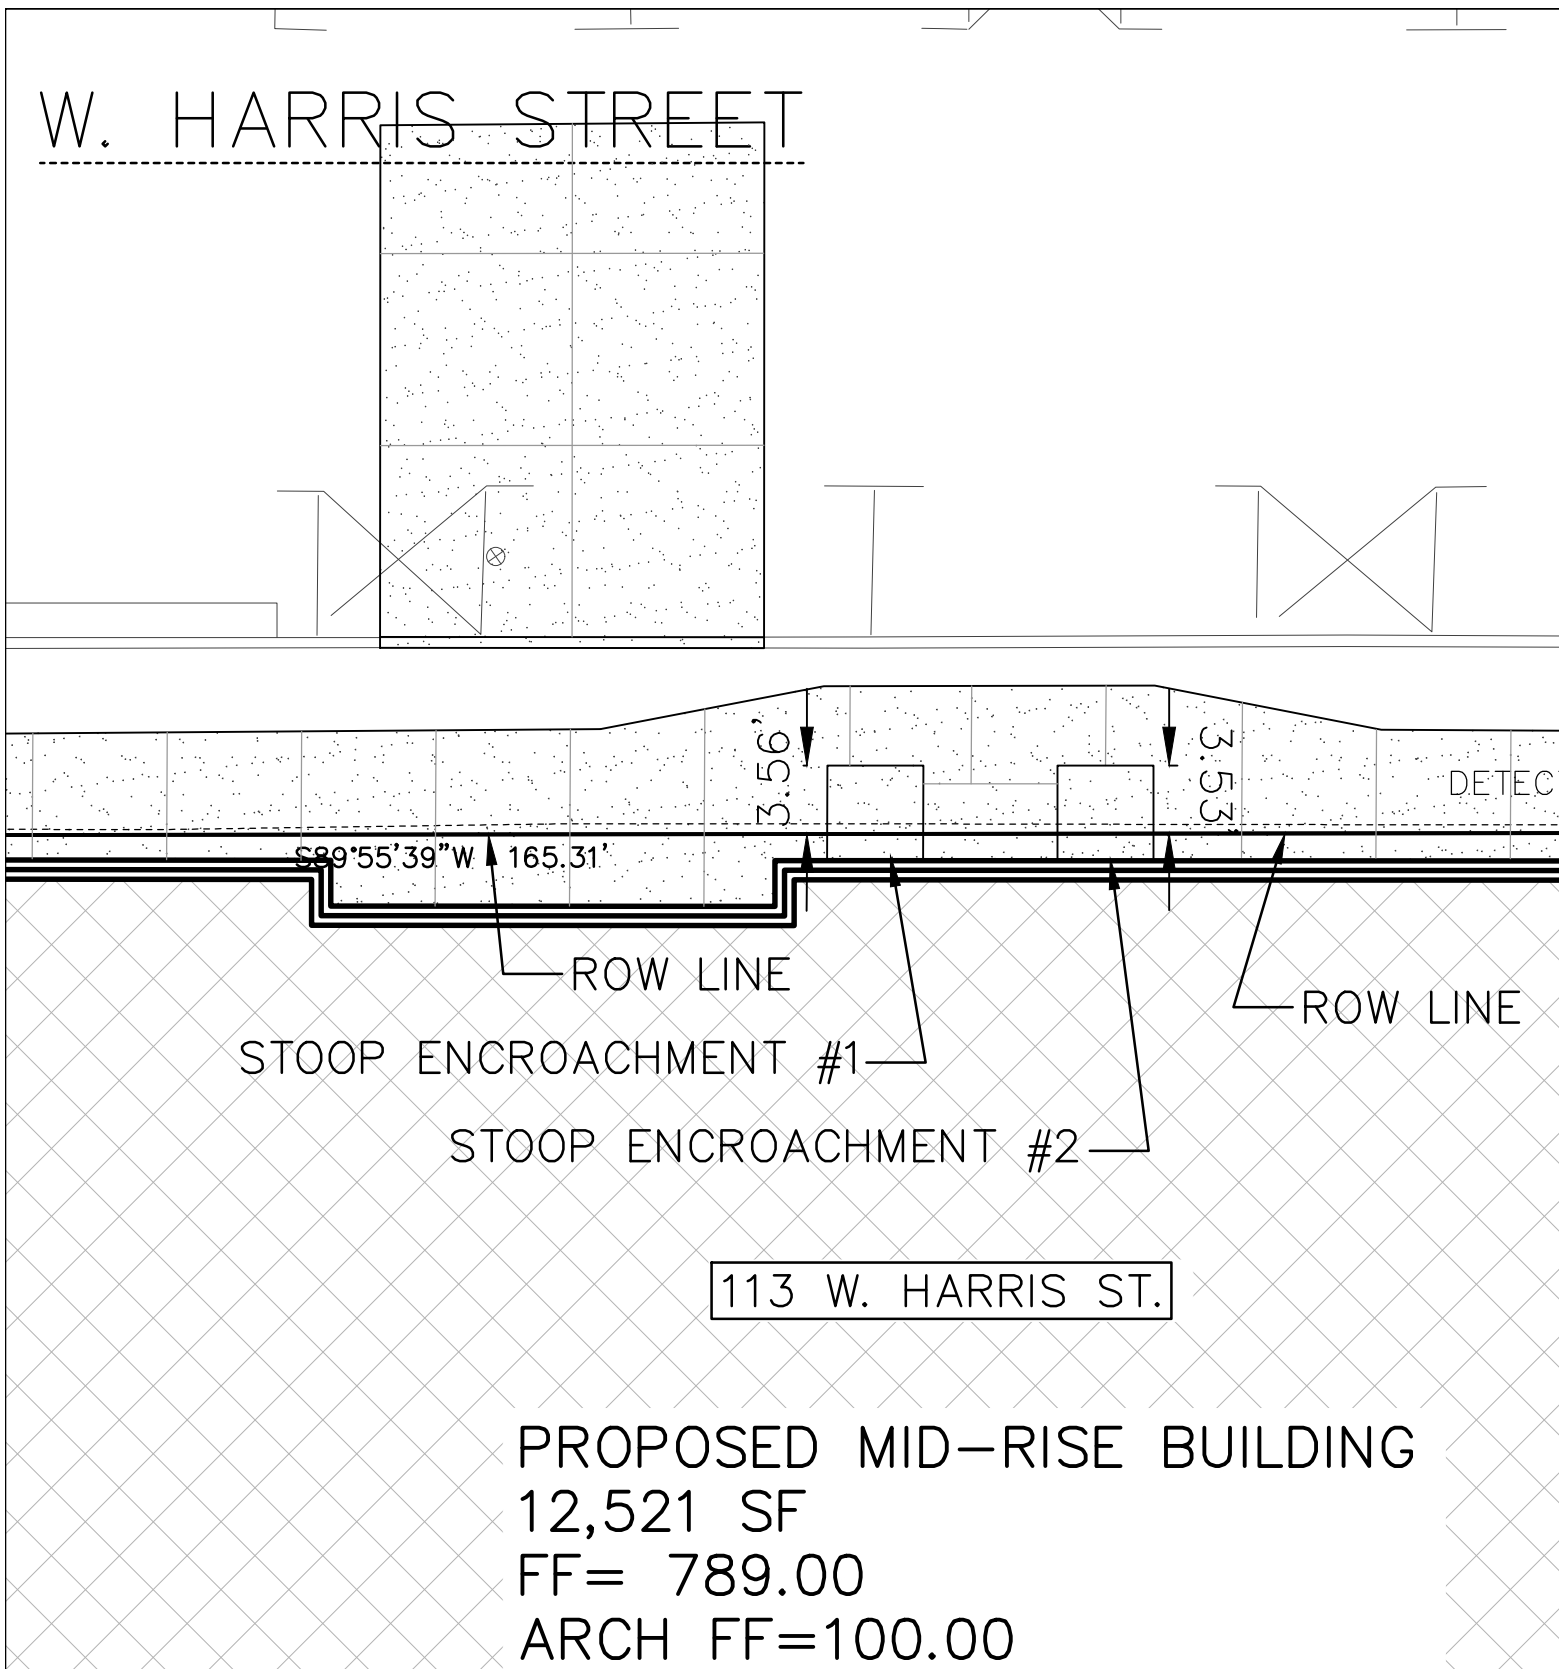 W. HARRIS STREET
3.56'
3.53'
DETEC
S89°55'39"W 165.31'
ROW LINE
ROW LINE
STOOP ENCROACHMENT #1
STOOP ENCROACHMENT #2
113 W. HARRIS ST.
PROPOSED MID-RISE BUILDING
12,521 SF
FF= 789.00
ARCH FF=100.00